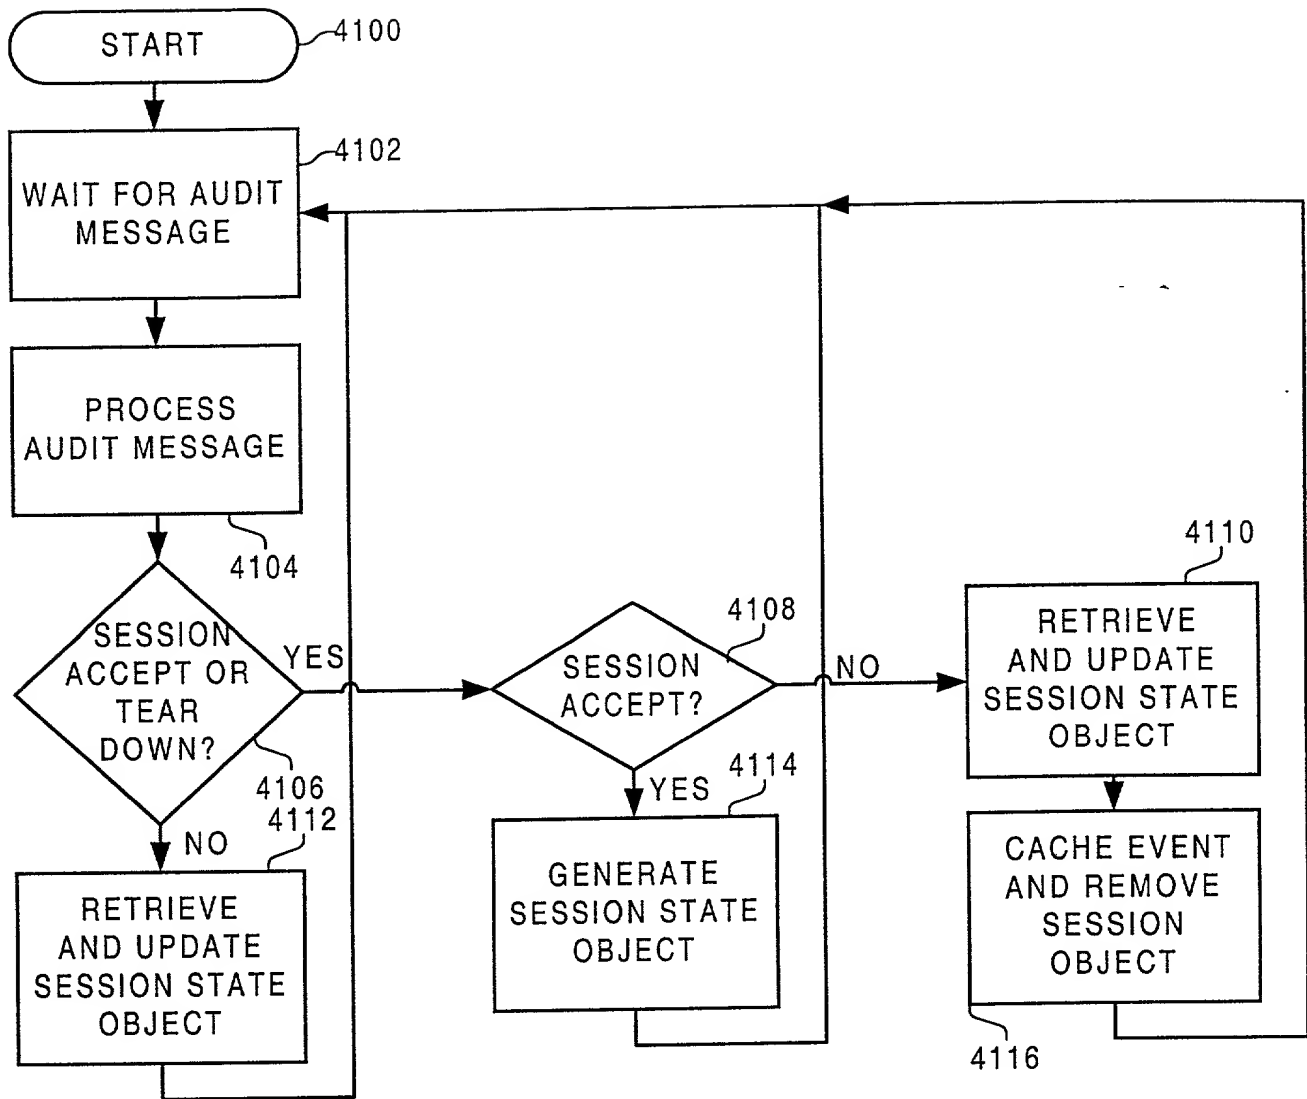 START
4100
WAIT FOR AUDIT
MESSAGE
4102
PROCESS
AUDIT MESSAGE
4104
SESSION
ACCEPT OR
TEAR
DOWN?
4106
YES
NO
SESSION
ACCEPT?
4108
NO
YES
RETRIEVE
AND UPDATE
SESSION STATE
OBJECT
4110
RETRIEVE
AND UPDATE
SESSION STATE
OBJECT
4112
GENERATE
SESSION STATE
OBJECT
4114
CACHE EVENT
AND REMOVE
SESSION
OBJECT
4116